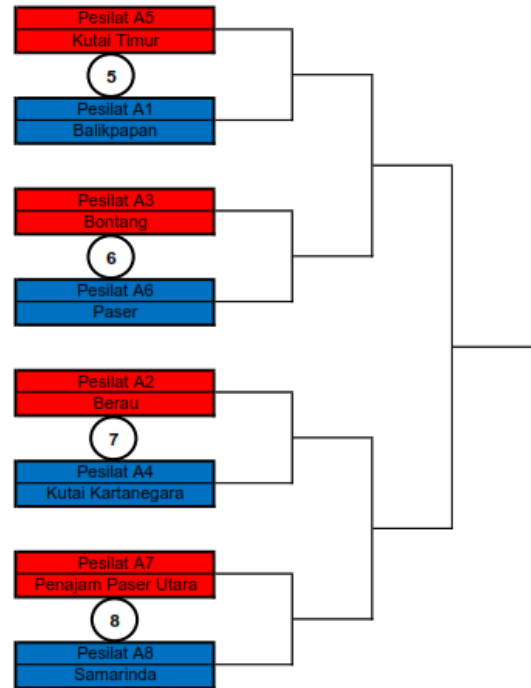 Pesilat A5
Kutai Timur
5
Pesilat A1
Balikpapan
Pesilat A3
Bontang
6
Pesilat A6
Paser
Pesilat A2
Berau
7
Pesilat A4
Kutai Kartanegara
Pesilat A7
Penajam Paser Utara
8
Pesilat A8
Samarinda